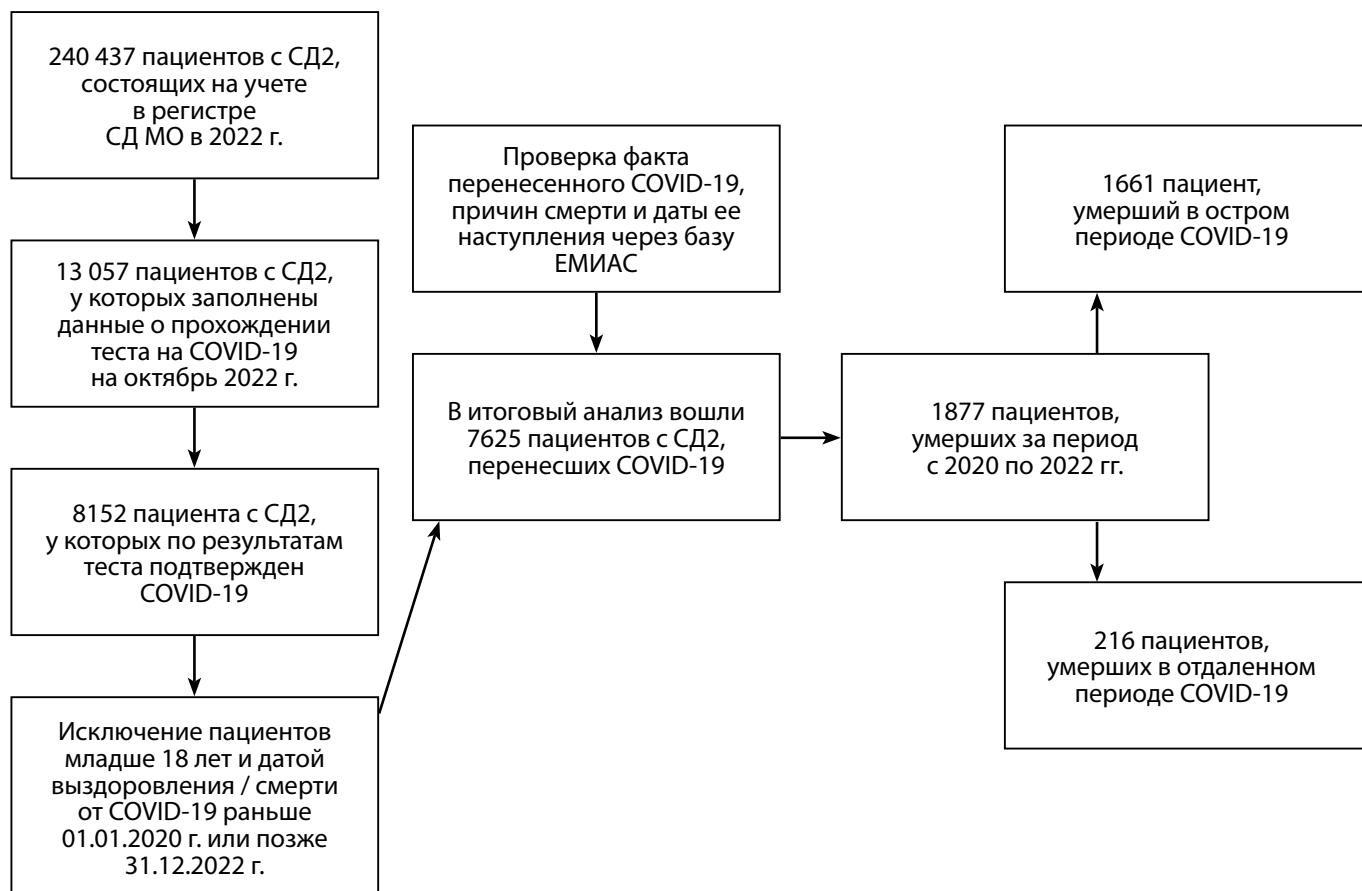 240 437 пациентов с СД2,
состоящих на учете
в регистре
СД МО в 2022 г.
13 057 пациентов с СД2,
у которых заполнены
данные о прохождении
теста на COVID-19
на октябрь 2022 г.
8152 пациента с СД2,
у которых по результатам
теста подтвержден
COVID-19
Исключение пациентов
младше 18 лет и датой
выздоровления / смерти
от COVID-19 раньше
01.01.2020 г. или позже
31.12.2022 г.
Проверка факта
перенесенного COVID-19,
причин смерти и даты ее
наступления через базу
ЕМИАС
В итоговый анализ вошли
7625 пациентов с СД2,
перенесших COVID-19
1877 пациентов,
умерших за период
с 2020 по 2022 гг.
1661 пациент,
умерший в остром
периоде COVID-19
216 пациентов,
умерших в отдаленном
периоде COVID-19